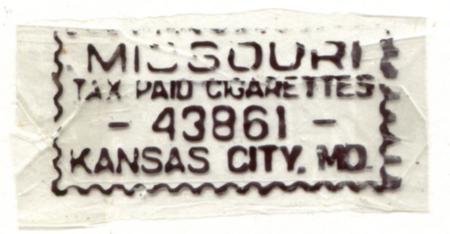 MISSOURI
TAX PAID CIGARETTES
- 43861 -
KANSAS CITY, MO.